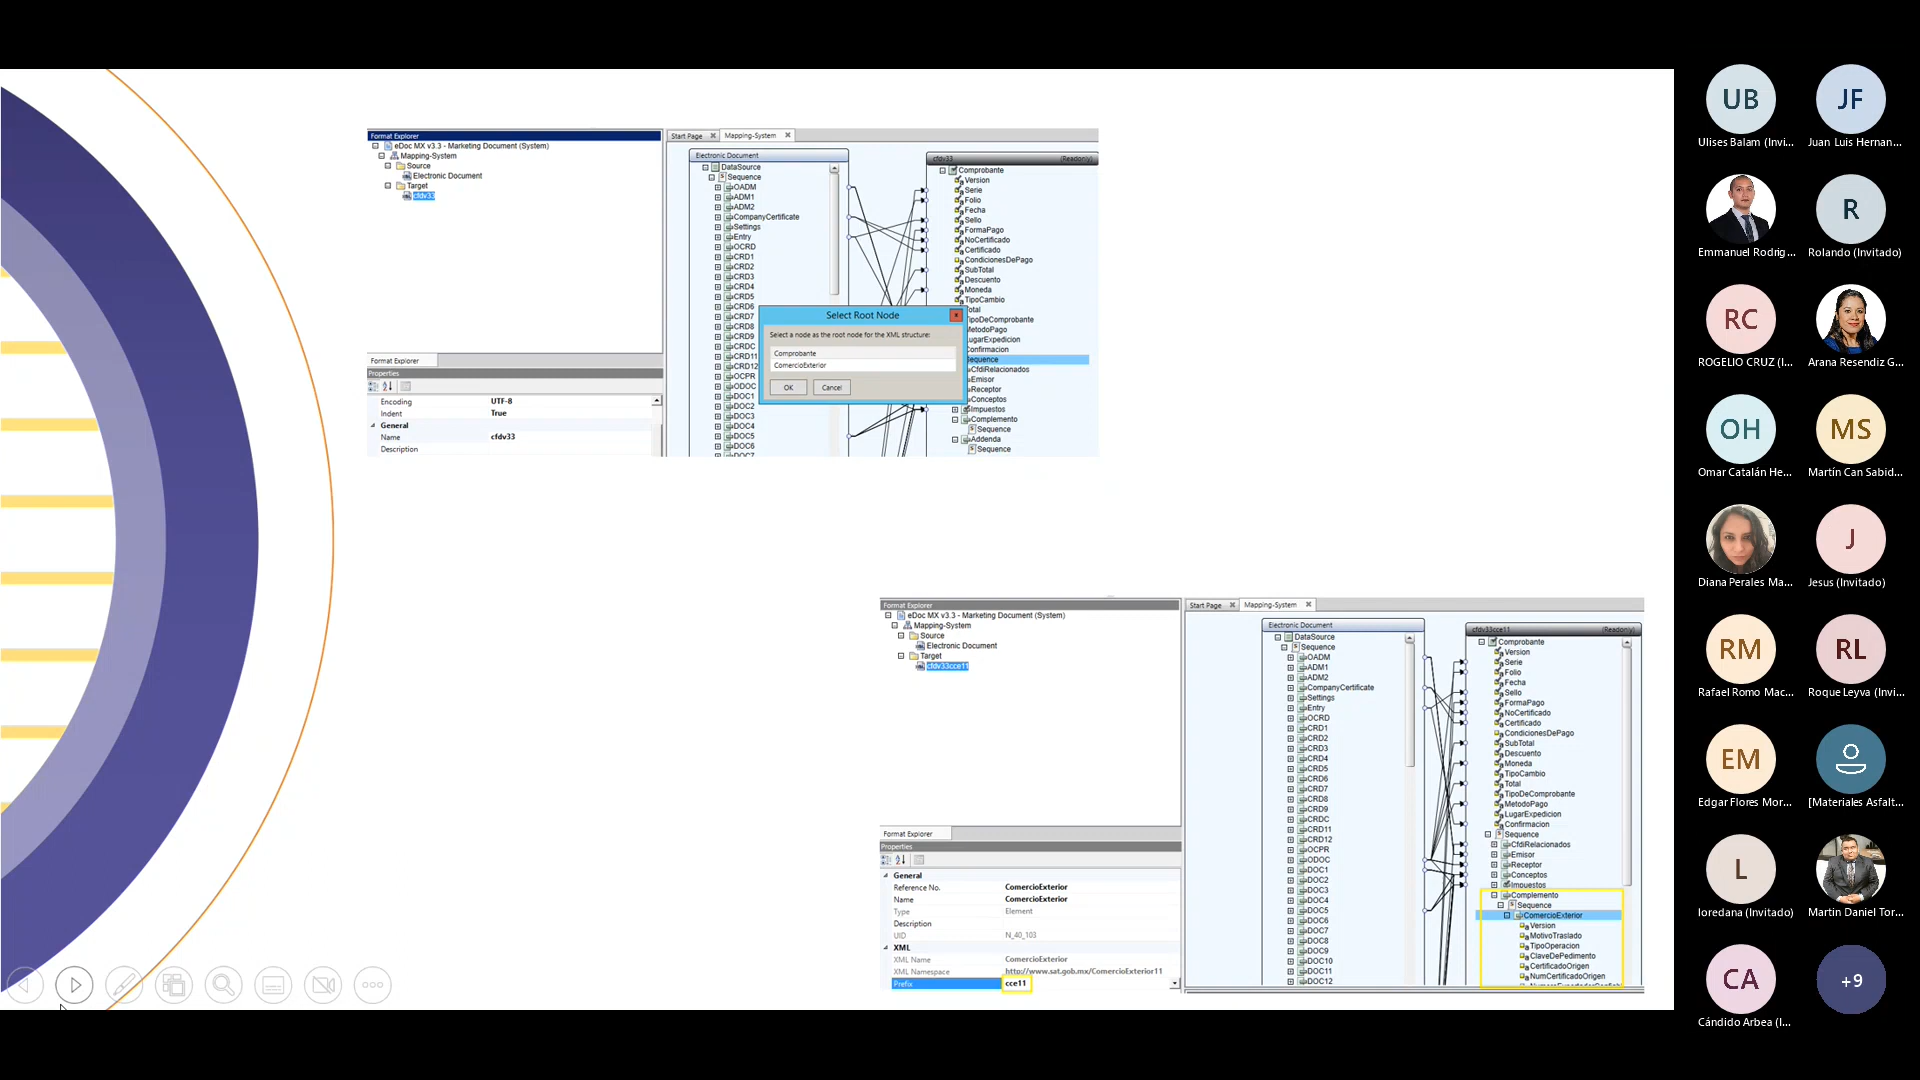 Format Explorer
eDoc MX v3.3 - Marketing Document (System)
Mapping-System
Source
Electronic Document
Target
cfdv33
Format Explorer
Properties
Encoding UTF-8
Indent True
General
Name cfdv33
Description
Start Page Mapping-System
Electronic Document
DataSource
Sequence
OADM
ADM1
ADM2
CompanyCertificate
Settings
Entry
OCRD
CRD1
CRD2
CRD3
CRD4
CRD5
CRD6
CRD7
CRD8
CRD9
CRDC
CRD11
CRD12
OCPR
ODOC
DOC1
DOC2
DOC3
DOC4
DOC5
DOC6
DOC7
cfdv33 (Readonly)
Comprobante
Version
Serie
Folio
Fecha
Sello
FormaPago
NoCertificado
Certificado
CondicionesDePago
SubTotal
Descuento
Moneda
TipoCambio
Total
TipoDeComprobante
MetodoPago
LugarExpedicion
Confirmacion
Sequence
CfdiRelacionados
Emisor
Receptor
Conceptos
Impuestos
Complemento
Sequence
Addenda
Sequence
Select Root Node
Select a node as the root node for the XML structure:
Comprobante
ComercioExterior
OK Cancel
Format Explorer
eDoc MX v3.3 - Marketing Document (System)
Mapping-System
Source
Electronic Document
Target
cfdv33cce11
Format Explorer
Properties
General
Reference No. ComercioExterior
Name ComercioExterior
Type Element
Description
UID N_40_103
XML
XML Name ComercioExterior
XML Namespace http://www.sat.gob.mx/ComercioExterior11
Prefix cce11
Start Page Mapping-System
Electronic Document
DataSource
Sequence
OADM
ADM1
ADM2
CompanyCertificate
Settings
Entry
OCRD
CRD1
CRD2
CRD3
CRD4
CRD5
CRD6
CRD7
CRD8
CRD9
CRDC
CRD11
CRD12
OCPR
ODOC
DOC1
DOC2
DOC3
DOC4
DOC5
DOC6
DOC7
DOC8
DOC9
DOC10
DOC11
DOC12
cfdv33cce11 (Readonly)
Comprobante
Version
Serie
Folio
Fecha
Sello
FormaPago
NoCertificado
Certificado
CondicionesDePago
SubTotal
Descuento
Moneda
TipoCambio
Total
TipoDeComprobante
MetodoPago
LugarExpedicion
Confirmacion
Sequence
CfdiRelacionados
Emisor
Receptor
Conceptos
Impuestos
Complemento
Sequence
ComercioExterior
Version
MotivoTraslado
TipoOperacion
ClaveDePedimento
CertificadoOrigen
NumCertificadoOrigen
UB JF
Ulises Balam (Invi... Juan Luis Hernan...
R
Emmanuel Rodrig... Rolando (Invitado)
RC
ROGELIO CRUZ (I... Arana Resendiz G...
OH MS
Omar Catalán He... Martín Can Sabid...
J
Diana Perales Ma... Jesus (Invitado)
RM RL
Rafael Romo Mac... Roque Leyva (Invi...
EM
Edgar Flores Mor... [Materiales Asfalt...
L
loredana (Invitado) Martin Daniel Tor...
CA +9
Cándido Arbea (I...